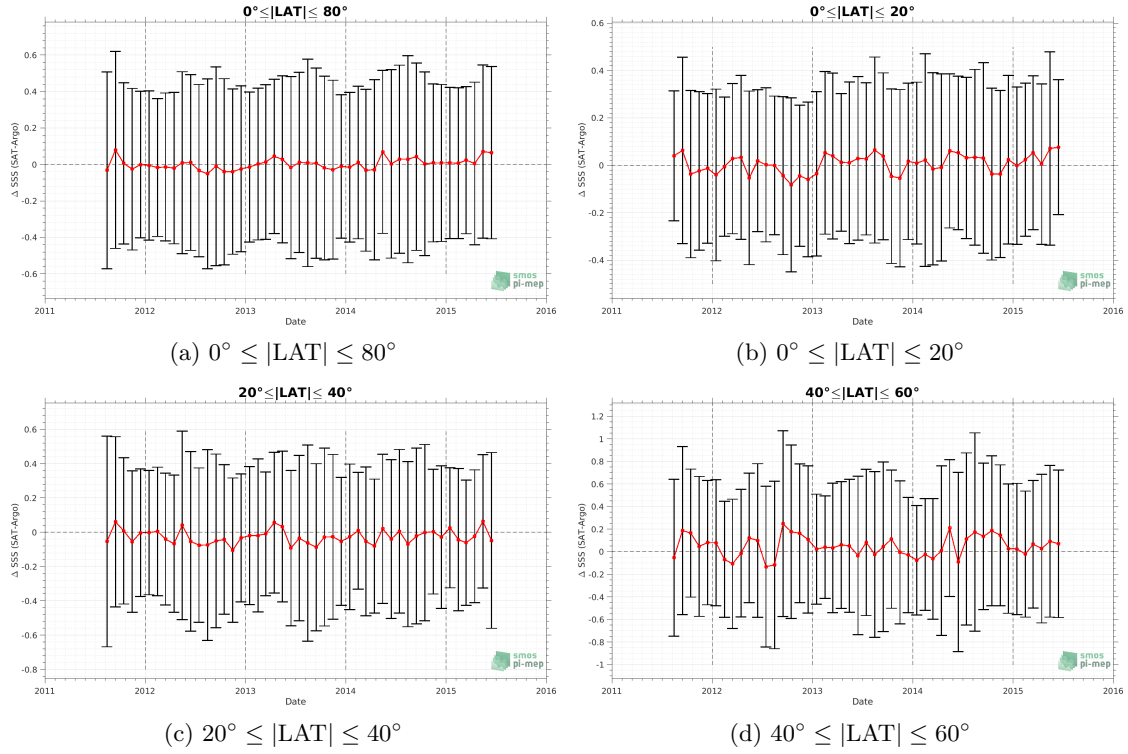 0°≤|LAT|≤ 80°
Δ SSS (SAT-Argo)
0.6
0.4
0.2
0
-0.2
-0.4
-0.6
2011
2012
2013
2014
2015
2016
Date
smos
pi-mep
(a) 0° ≤ |LAT| ≤ 80°
0°≤|LAT|≤ 20°
Δ SSS (SAT-Argo)
0.6
0.4
0.2
0
-0.2
-0.4
2011
2012
2013
2014
2015
2016
Date
smos
pi-mep
(b) 0° ≤ |LAT| ≤ 20°
20°≤|LAT|≤ 40°
Δ SSS (SAT-Argo)
0.6
0.4
0.2
0
-0.2
-0.4
-0.6
-0.8
2011
2012
2013
2014
2015
2016
Date
smos
pi-mep
(c) 20° ≤ |LAT| ≤ 40°
40°≤|LAT|≤ 60°
Δ SSS (SAT-Argo)
1.2
1
0.8
0.6
0.4
0.2
0
-0.2
-0.4
-0.6
-0.8
-1
2011
2012
2013
2014
2015
2016
Date
smos
pi-mep
(d) 40° ≤ |LAT| ≤ 60°